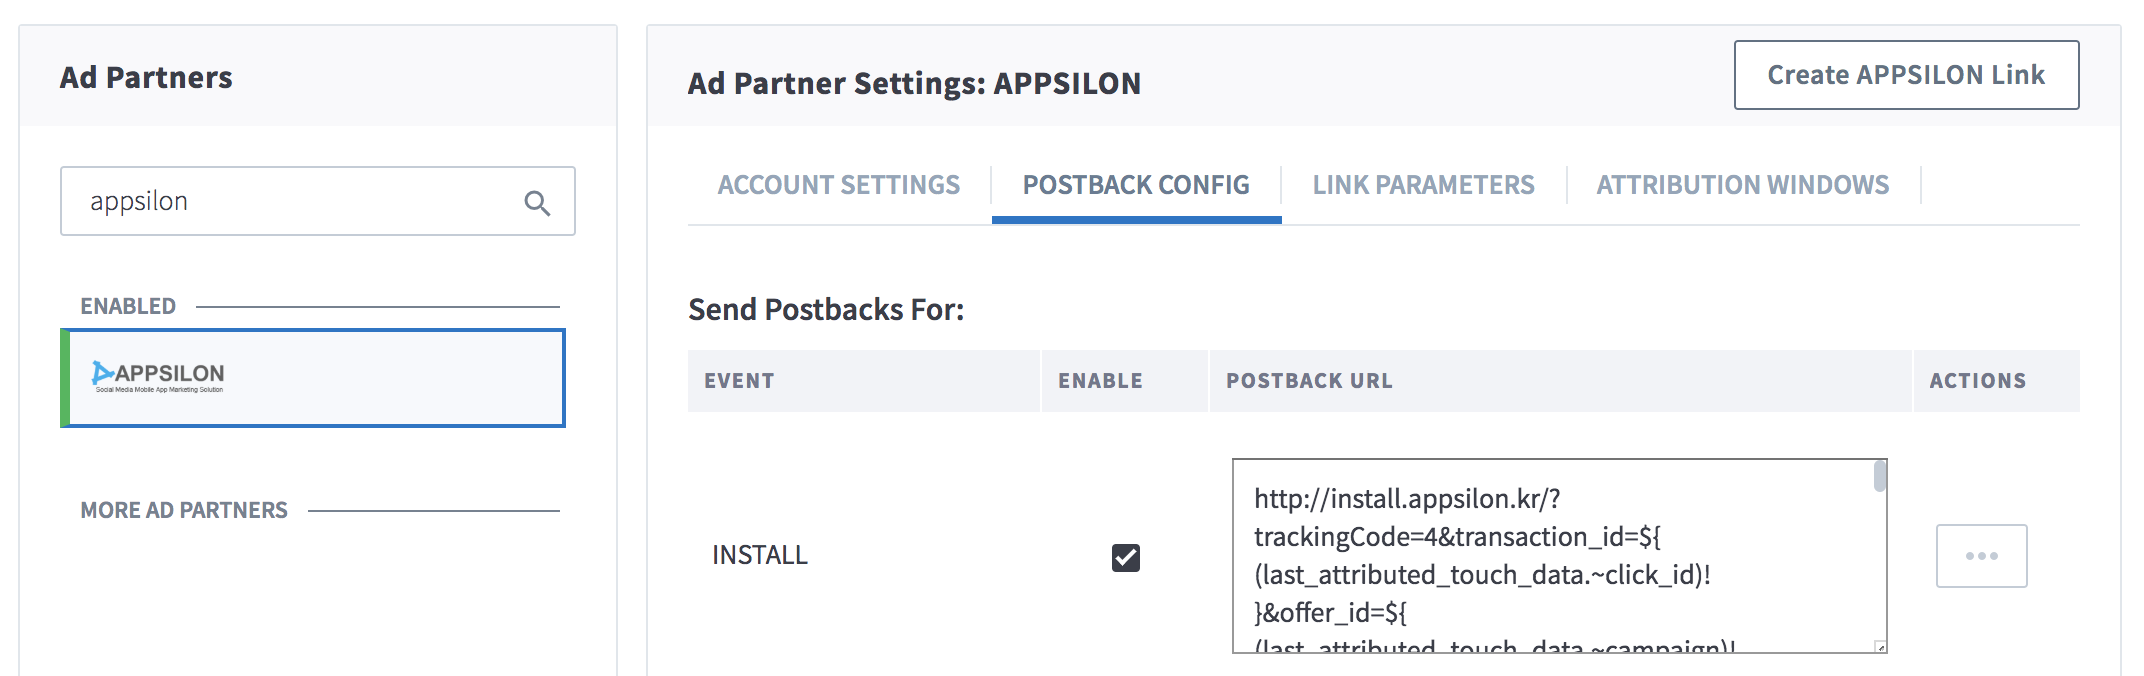 Ad Partners
appsilon
ENABLED
APPSILON
Social Media Mobile App Marketing Solution
MORE AD PARTNERS
Ad Partner Settings: APPSILON
Create APPSILON Link
ACCOUNT SETTINGS
POSTBACK CONFIG
LINK PARAMETERS
ATTRIBUTION WINDOWS
Send Postbacks For:
EVENT
ENABLE
POSTBACK URL
ACTIONS
INSTALL
http://install.appsilon.kr/?
trackingCode=4&transaction_id=${
(last_attributed_touch_data.~click_id)!
}&offer_id=${
(last_attributed_touch_data.~campaign)!